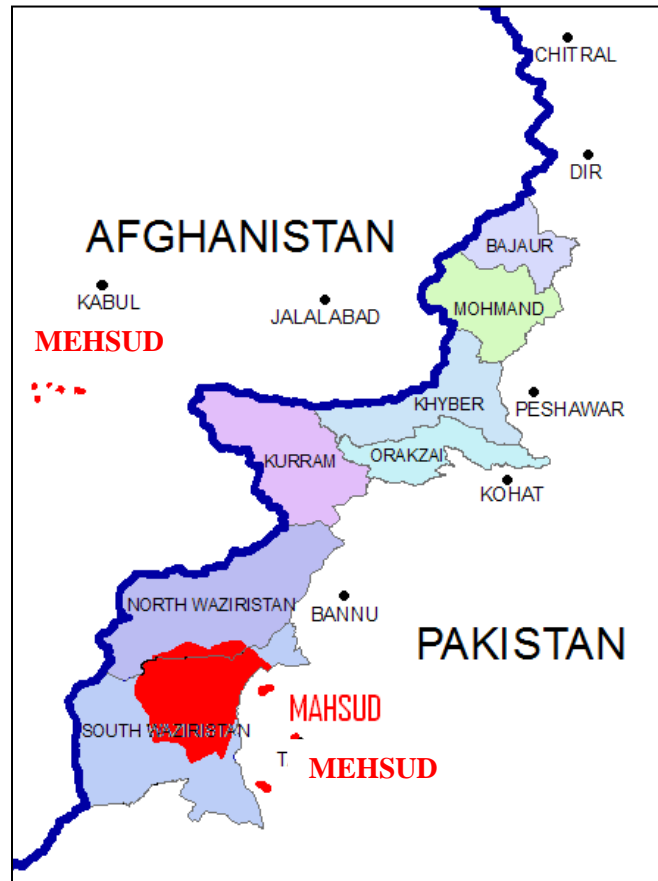 CHITRAL
DIR
AFGHANISTAN
BAJAUR
KABUL
JALALABAD
MOHMAND
MEHSUD
KHYBER
PESHAWAR
ORAKZAI
KURRAM
KOHAT
NORTH WAZIRISTAN
BANNU
PAKISTAN
MAHSUD
SOUTH WAZIRISTAN
T
MEHSUD